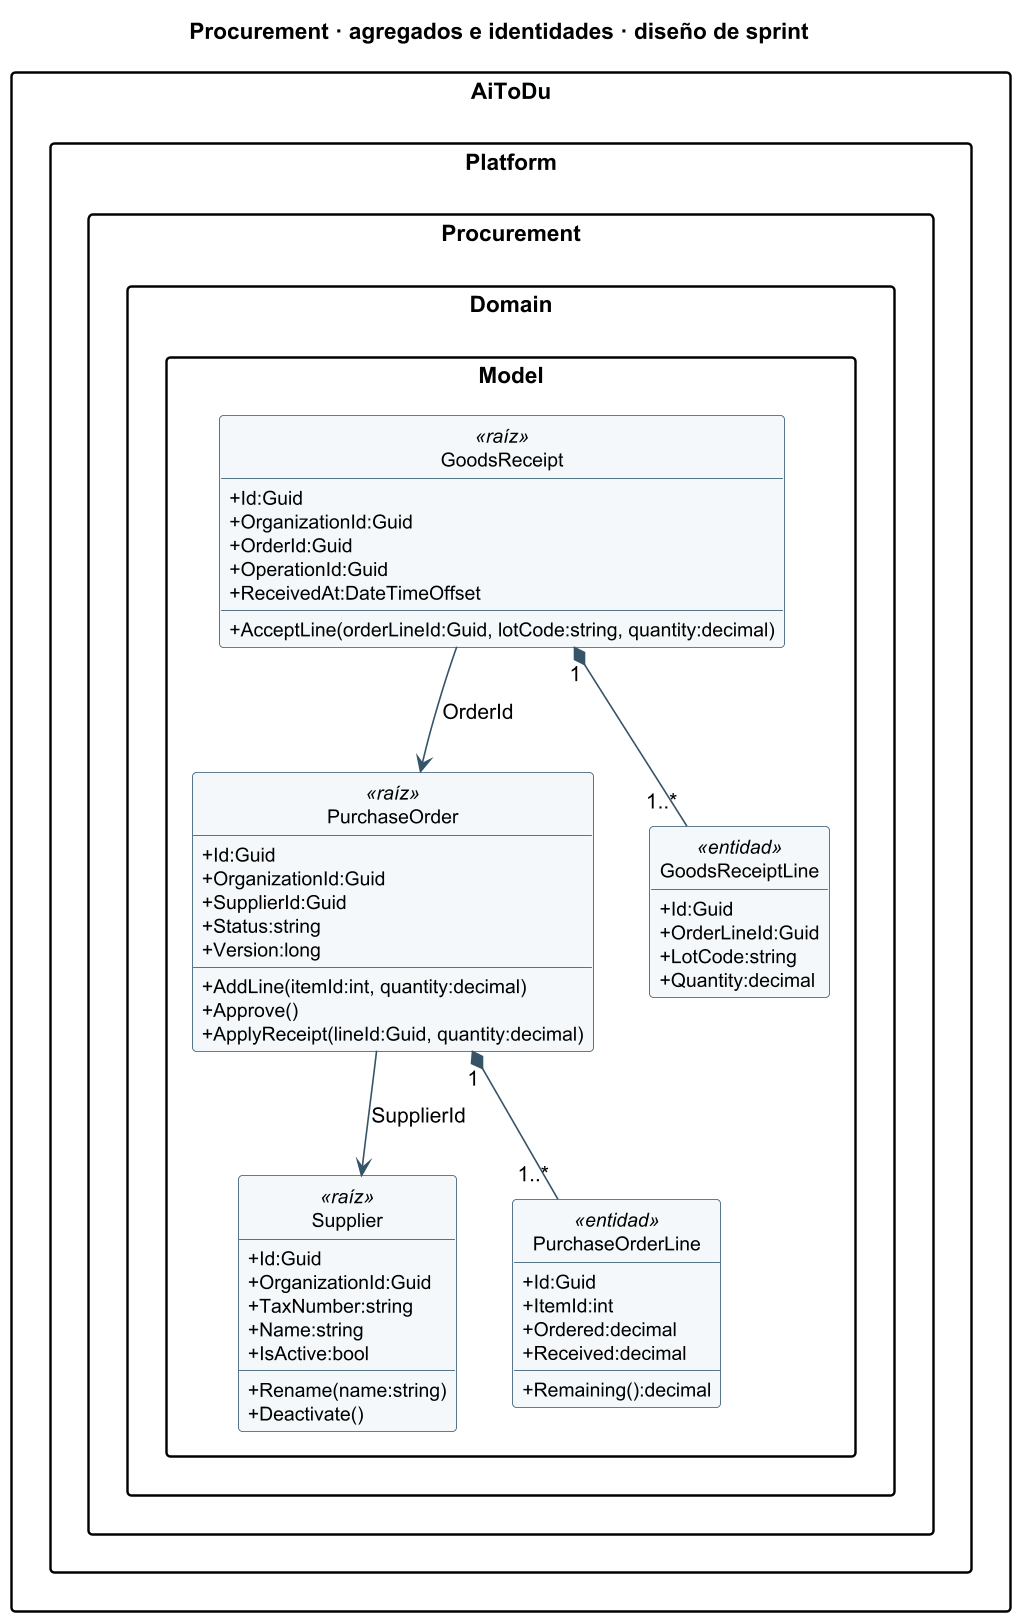 Procurement · agregados e identidades · diseño de sprint
AiToDu
Platform
Procurement
Domain
Model
«raíz»
GoodsReceipt
+Id:Guid
+OrganizationId:Guid
+OrderId:Guid
+OperationId:Guid
+ReceivedAt:DateTimeOffset
+AcceptLine(orderLineId:Guid, lotCode:string, quantity:decimal)
1
OrderId
1..*
«raíz»
PurchaseOrder
+Id:Guid
+OrganizationId:Guid
+SupplierId:Guid
+Status:string
+Version:long
+AddLine(itemId:int, quantity:decimal)
+Approve()
+ApplyReceipt(lineId:Guid, quantity:decimal)
«entidad»
GoodsReceiptLine
+Id:Guid
+OrderLineId:Guid
+LotCode:string
+Quantity:decimal
1
SupplierId
1..*
«raíz»
Supplier
+Id:Guid
+OrganizationId:Guid
+TaxNumber:string
+Name:string
+IsActive:bool
+Rename(name:string)
+Deactivate()
«entidad»
PurchaseOrderLine
+Id:Guid
+ItemId:int
+Ordered:decimal
+Received:decimal
+Remaining():decimal